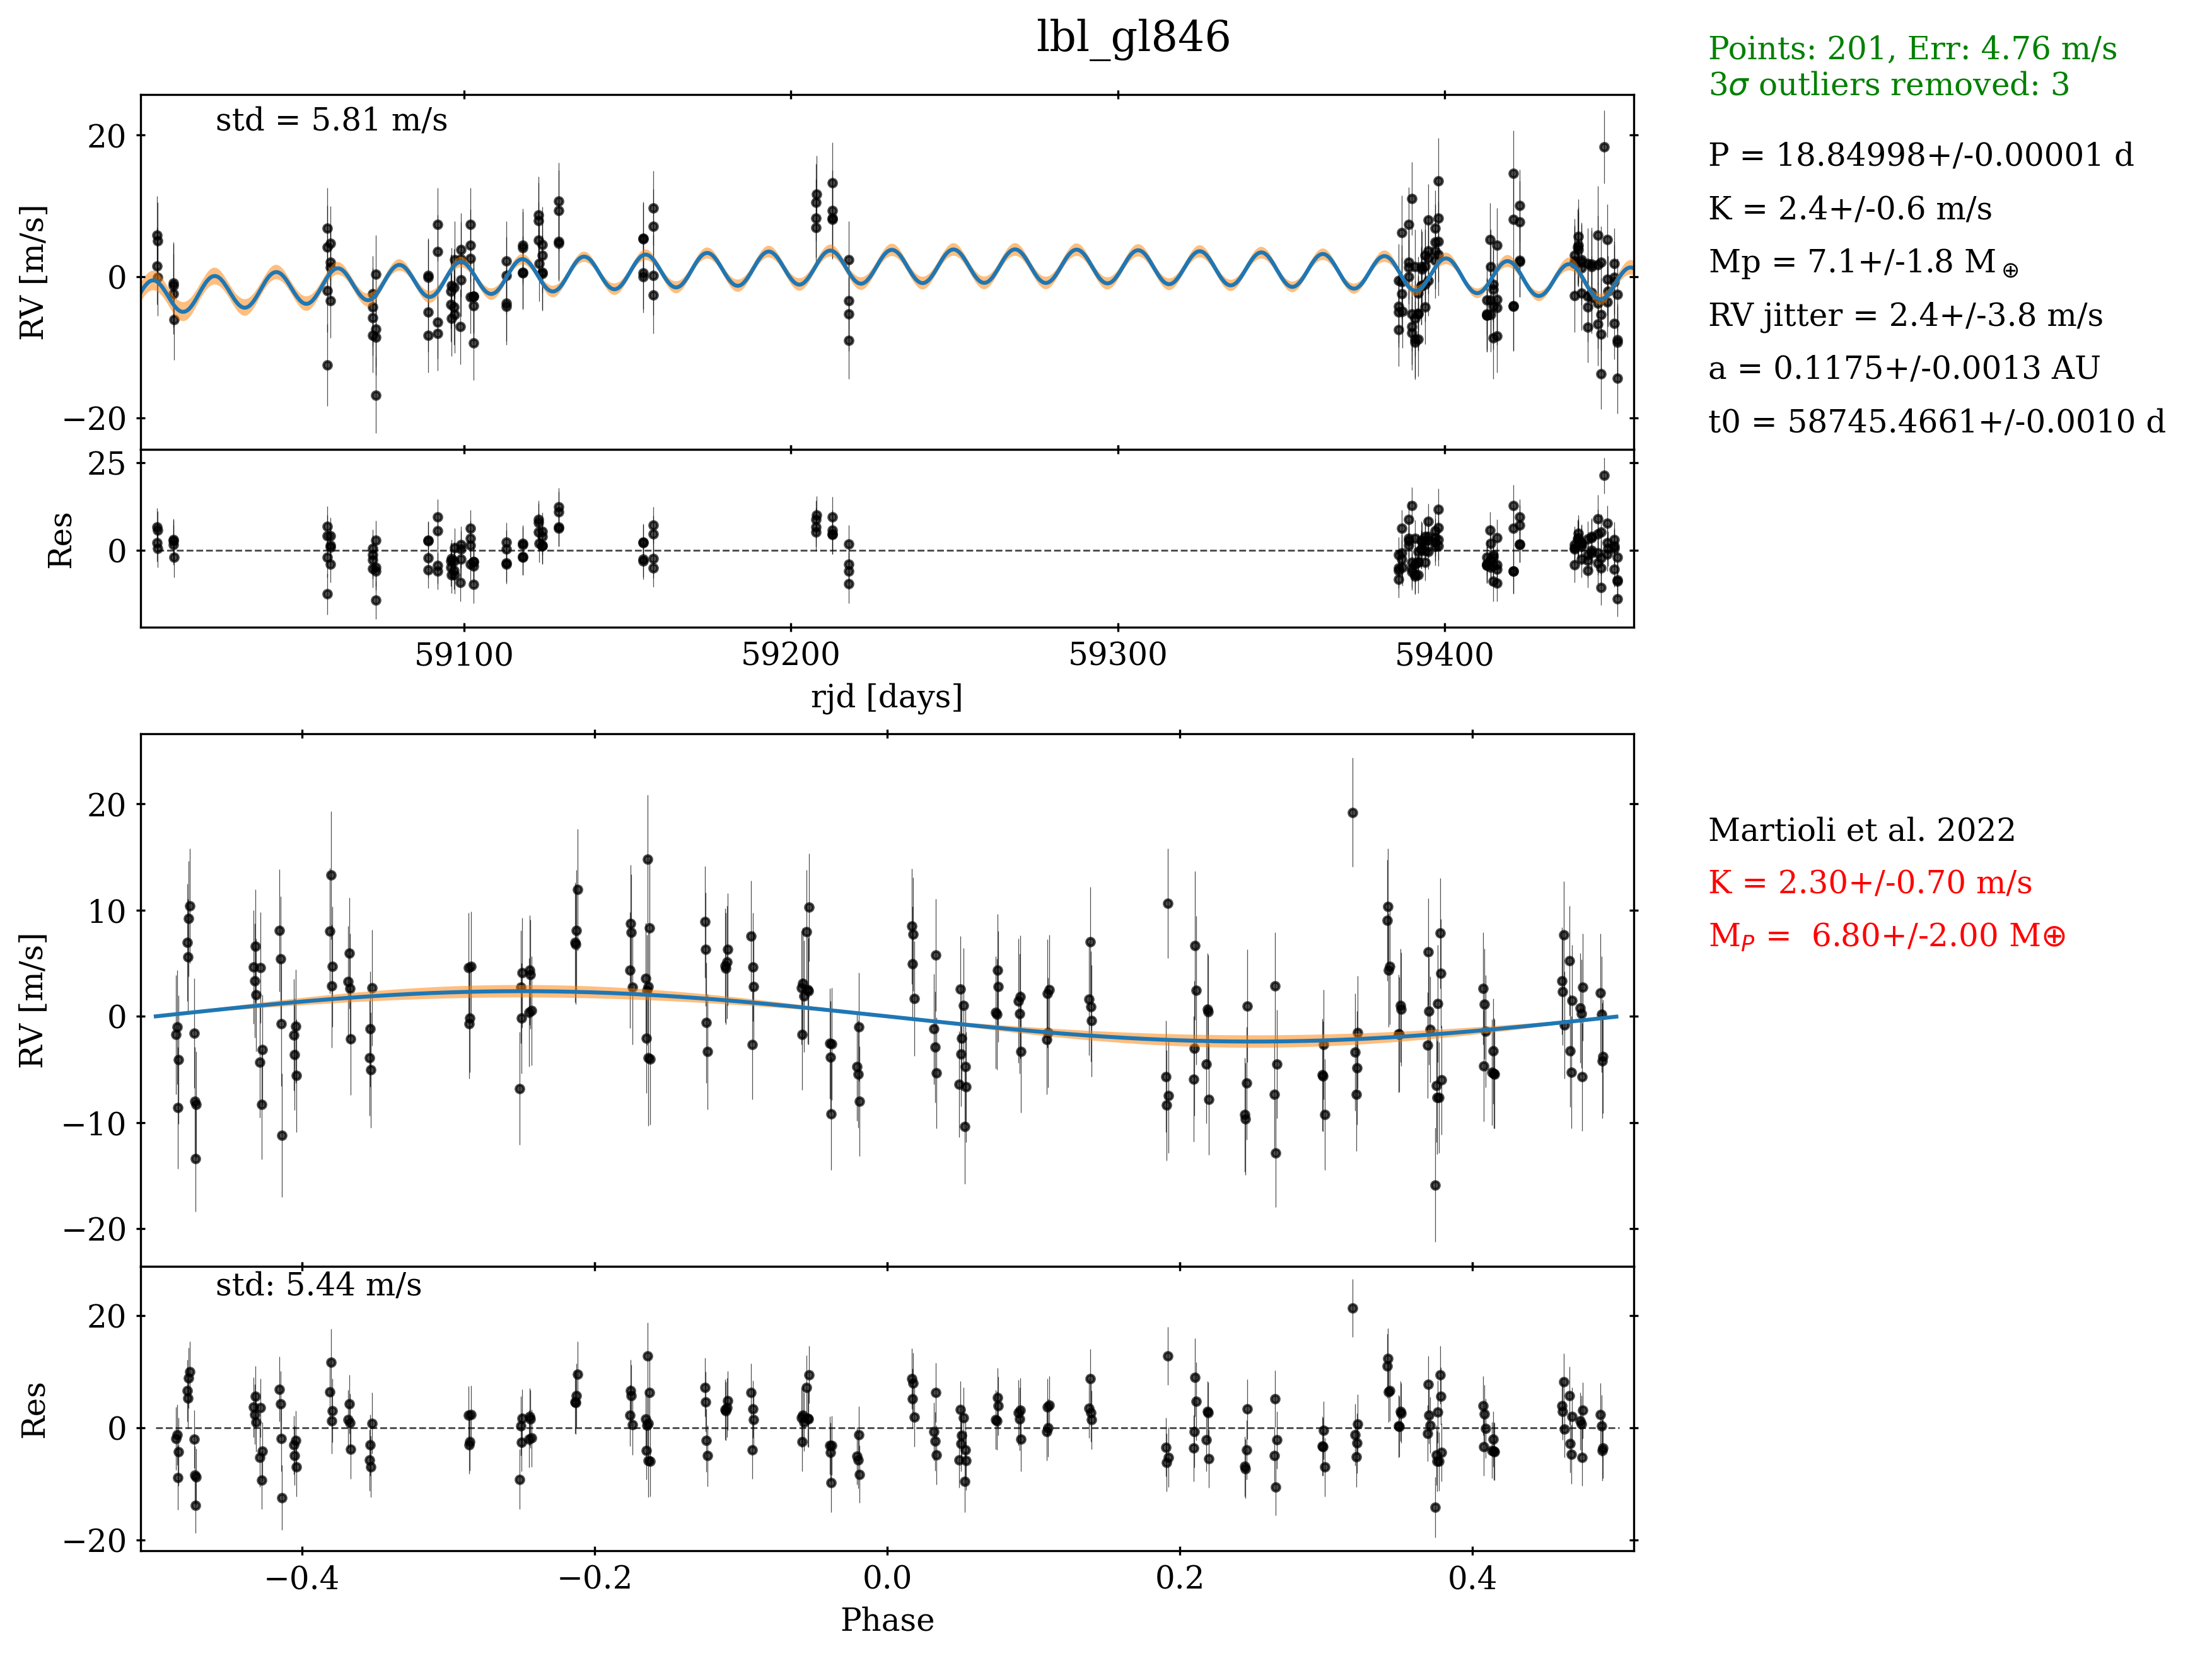 lbl_gl846
Points: 201, Err: 4.76 m/s
3σ outliers removed: 3
std = 5.81 m/s
20
0
−20
RV [m/s]
P = 18.84998+/-0.00001 d
K = 2.4+/-0.6 m/s
Mp = 7.1+/-1.8 M⊕
RV jitter = 2.4+/-3.8 m/s
a = 0.1175+/-0.0013 AU
t0 = 58745.4661+/-0.0010 d
25
0
Res
59100 59200 59300 59400
rjd [days]
20
10
0
−10
−20
RV [m/s]
Martioli et al. 2022
K = 2.30+/-0.70 m/s
M_P = 6.80+/-2.00 M⊕
std: 5.44 m/s
20
0
−20
Res
−0.4 −0.2 0.0 0.2 0.4
Phase